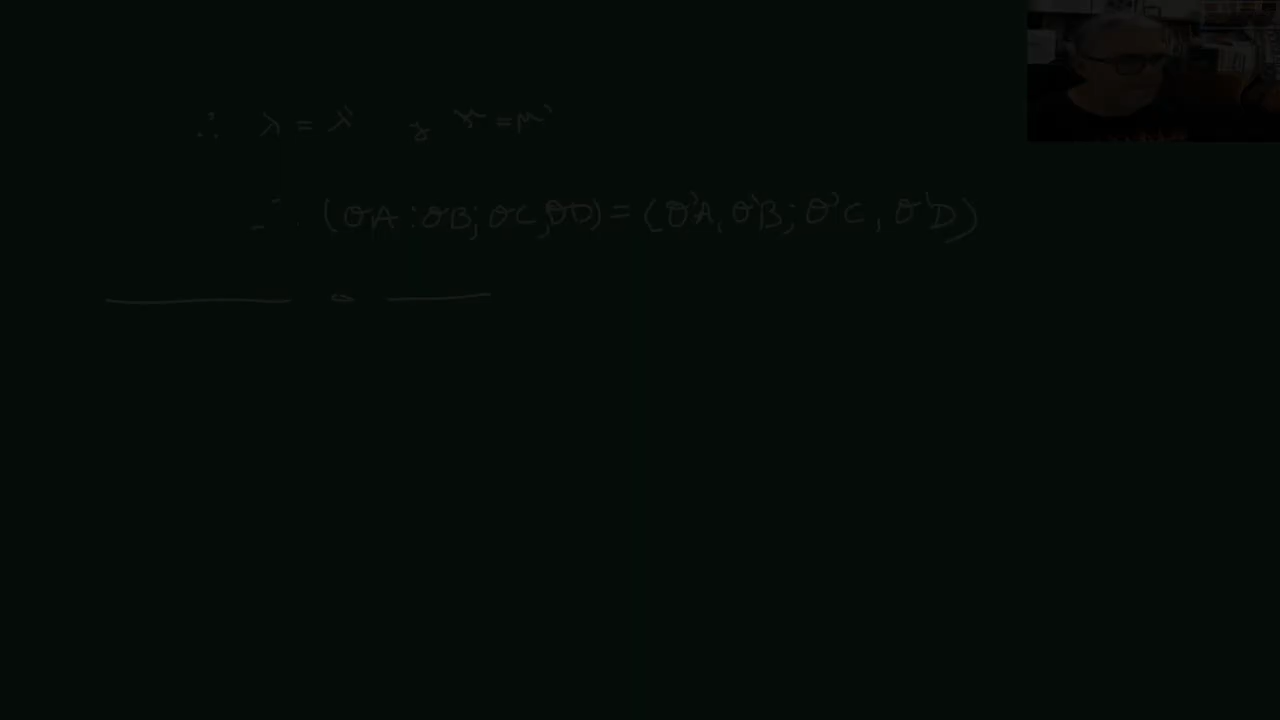 ∴ λ = λ' y μ = μ'
∴ (OA : OB; OC, OD) = (O'A, O'B; O'C, O'D)